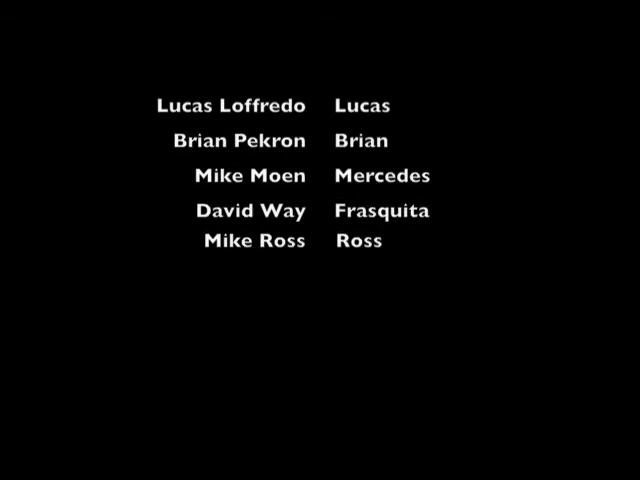 Lucas Loffredo Lucas
Brian Pekron Brian
Mike Moen Mercedes
David Way Frasquita
Mike Ross Ross